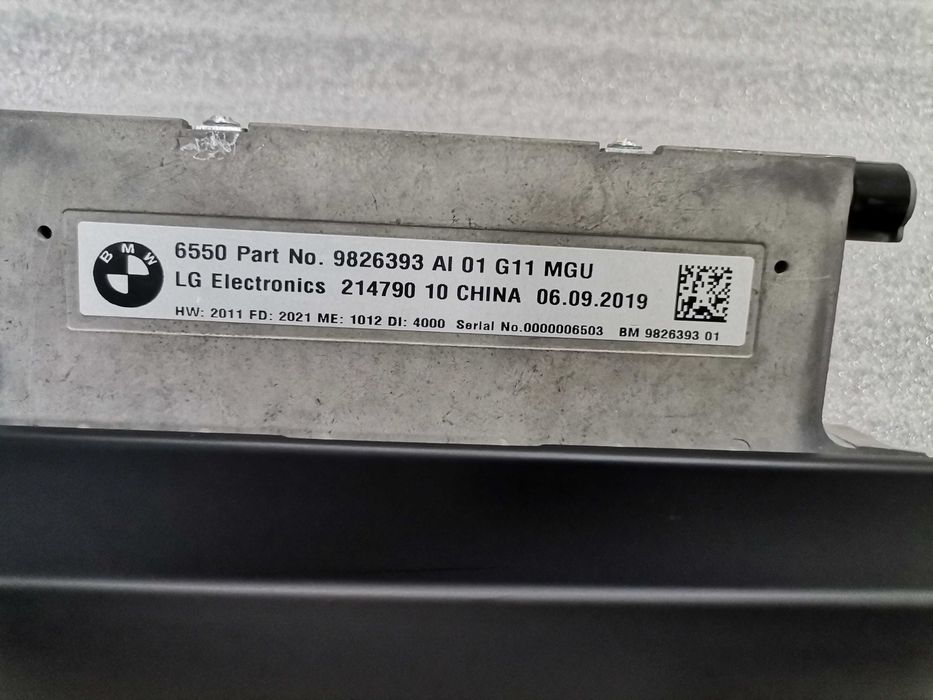 BMW
6550 Part No. 9826393 AI 01 G11 MGU
LG Electronics 214790 10 CHINA 06.09.2019
HW: 2011 FD: 2021 ME: 1012 DI: 4000 Serial No.0000006503 BM 9826393 01